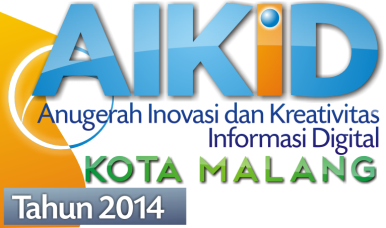 AIKiD
Anugerah Inovasi dan Kreativitas
Informasi Digital
KOTA MALANG
Tahun 2014